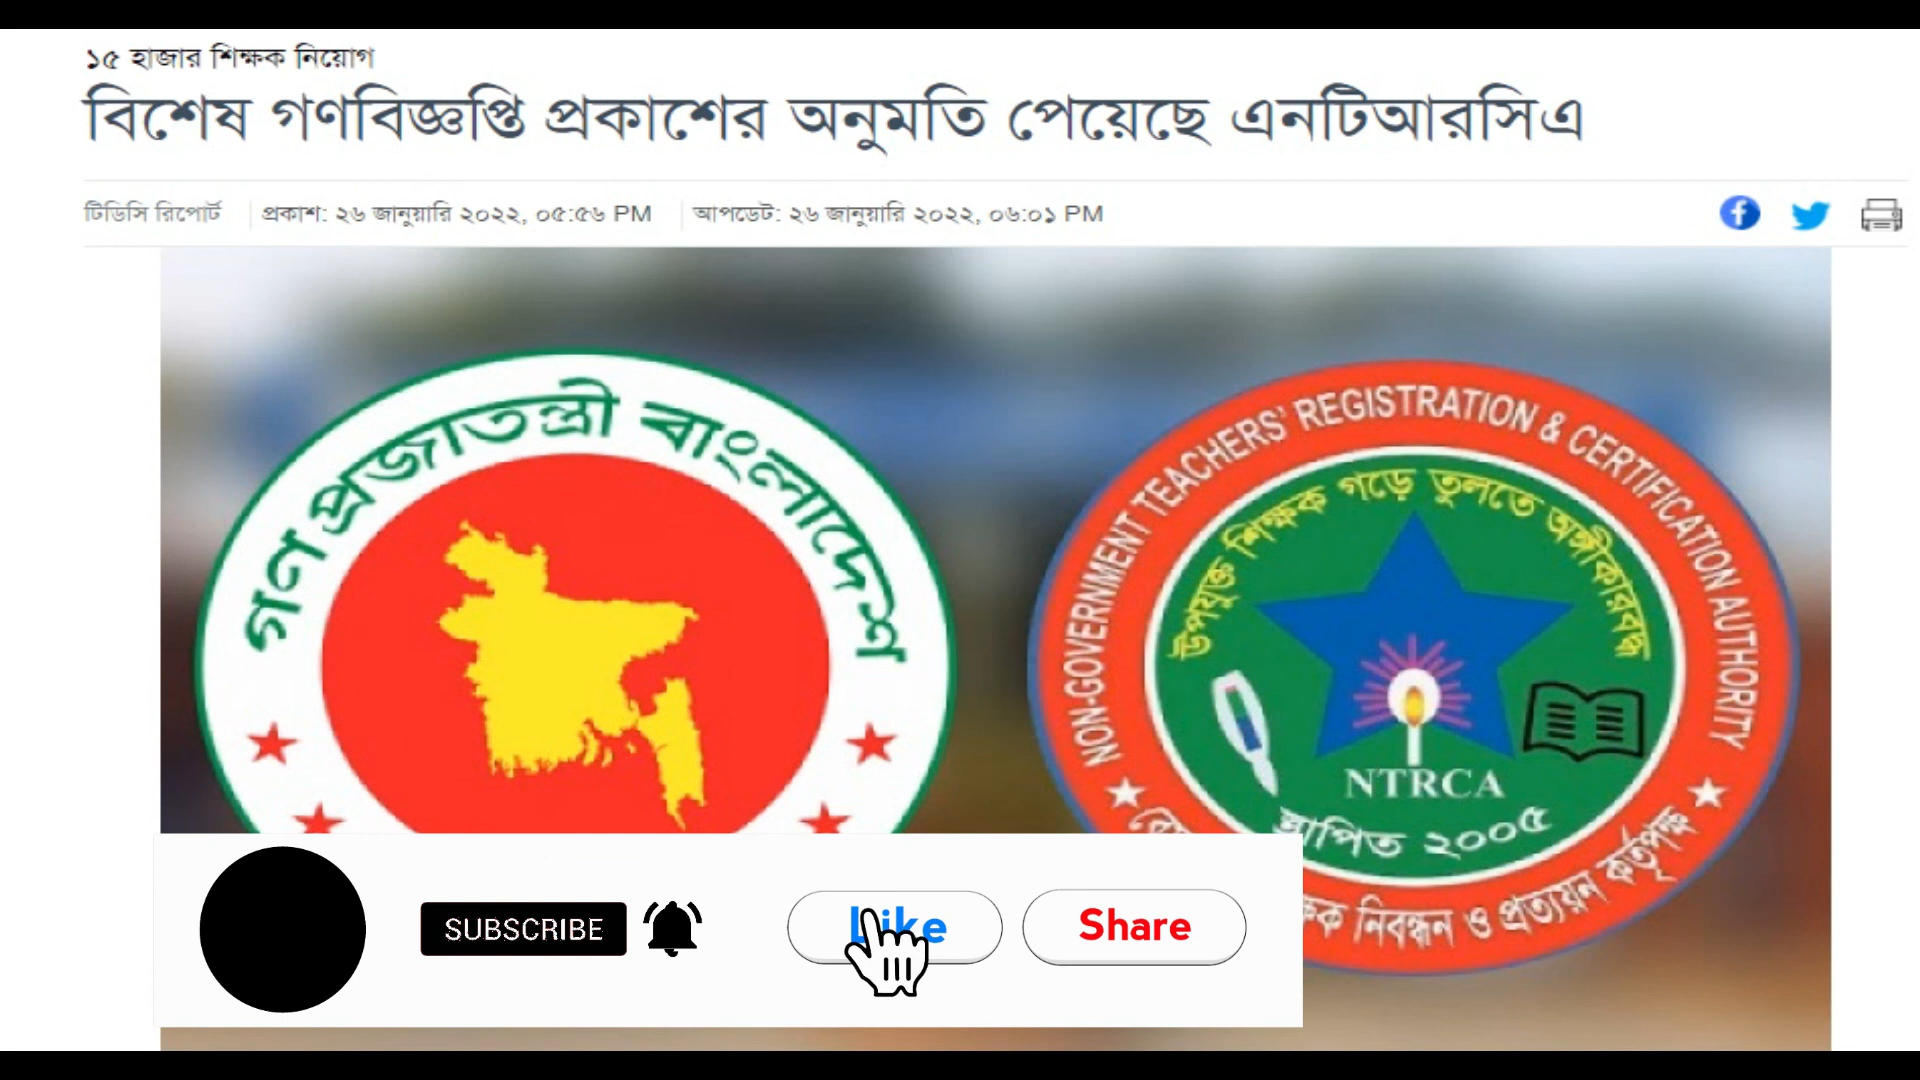 ১৫ হাজার শিক্ষক নিয়োগ
বিশেষ গণবিজ্ঞপ্তি প্রকাশের অনুমতি পেয়েছে এনটিআরসিএ
টিডিসি রিপোর্ট প্রকাশ: ২৬ জানুয়ারি ২০২২, ০৫:৫৬ PM আপডেট: ২৬ জানুয়ারি ২০২২, ০৬:০১ PM
গণ প্রজাতন্ত্রী বাংলাদেশ
NON-GOVERNMENT TEACHERS' REGISTRATION & CERTIFICATION AUTHORITY
উপযুক্ত শিক্ষক গড়ে তুলতে অঙ্গীকারবদ্ধ
NTRCA
স্থাপিত ২০০৫
নিবন্ধন ও প্রত্যয়ন কর্তৃপক্ষ
SUBSCRIBE
Like
Share